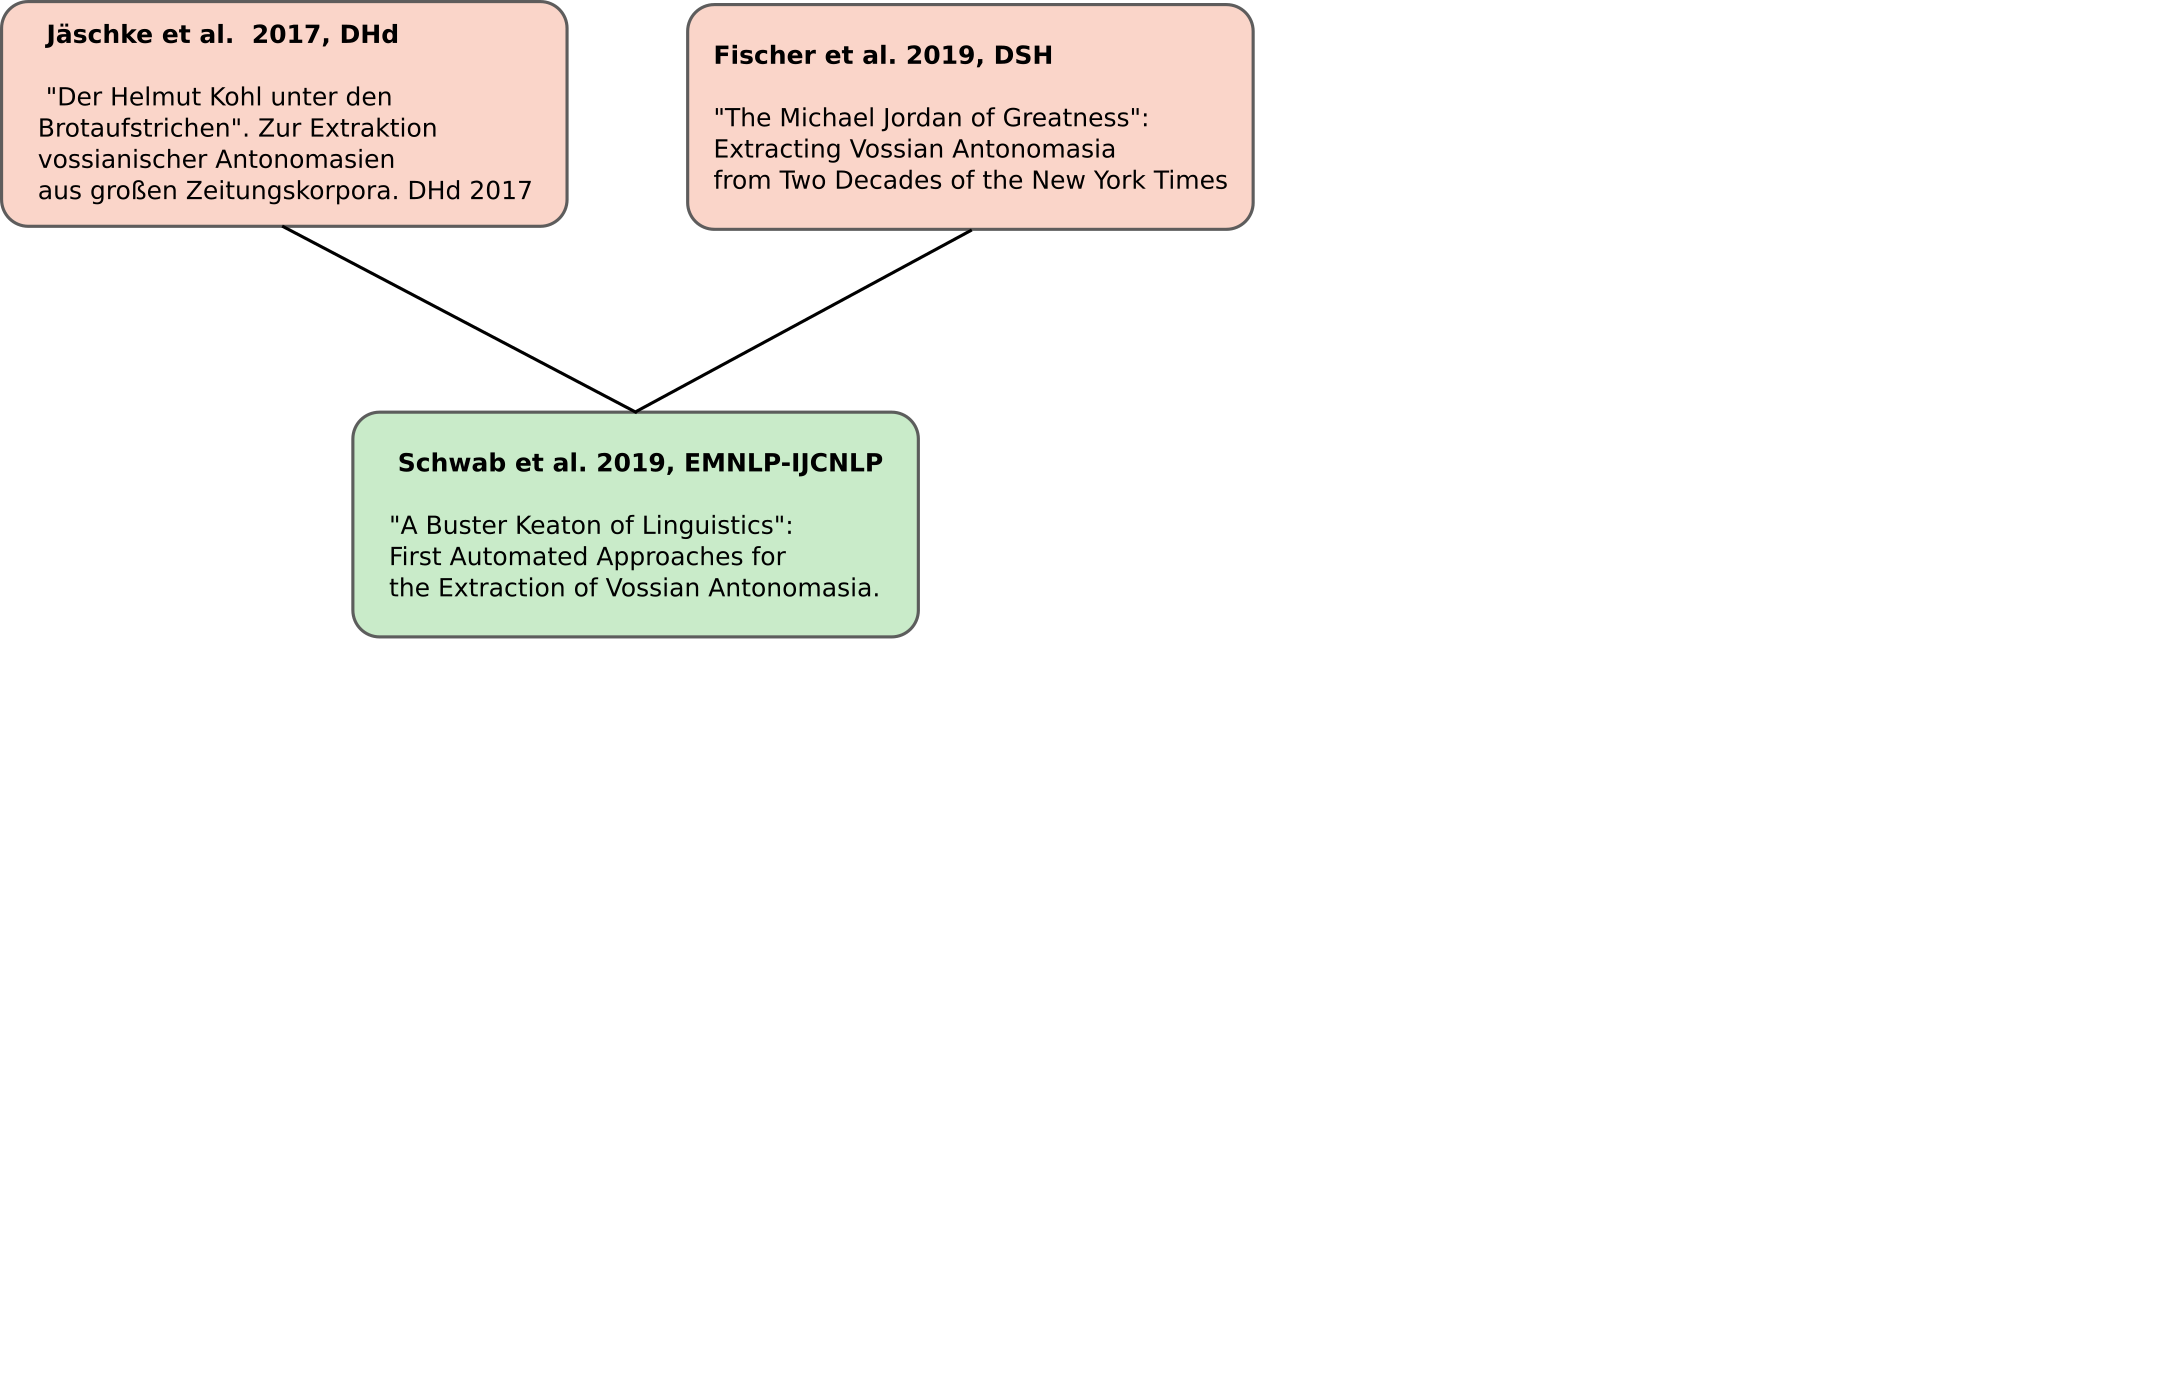 Jäschke et al.  2017, DHd
"Der Helmut Kohl unter den
Brotaufstrichen". Zur Extraktion
vossianischer Antonomasien
aus großen Zeitungskorpora. DHd 2017
Fischer et al. 2019, DSH
"The Michael Jordan of Greatness":
Extracting Vossian Antonomasia
from Two Decades of the New York Times
Schwab et al. 2019, EMNLP-IJCNLP
"A Buster Keaton of Linguistics":
First Automated Approaches for
the Extraction of Vossian Antonomasia.